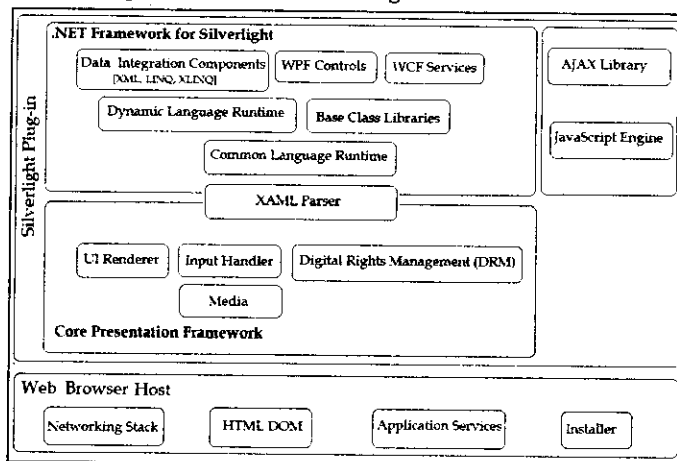 .NET Framework for Silverlight
Data Integration Components
[XML, LINQ, XLINQ]
WPF Controls
WCF Services
AJAX Library
Dynamic Language Runtime
Base Class Libraries
JavaScript Engine
Common Language Runtime
Silverlight Plug-in
XAML Parser
UI Renderer
Input Handler
Digital Rights Management (DRM)
Media
Core Presentation Framework
Web Browser Host
Networking Stack
HTML DOM
Application Services
Installer